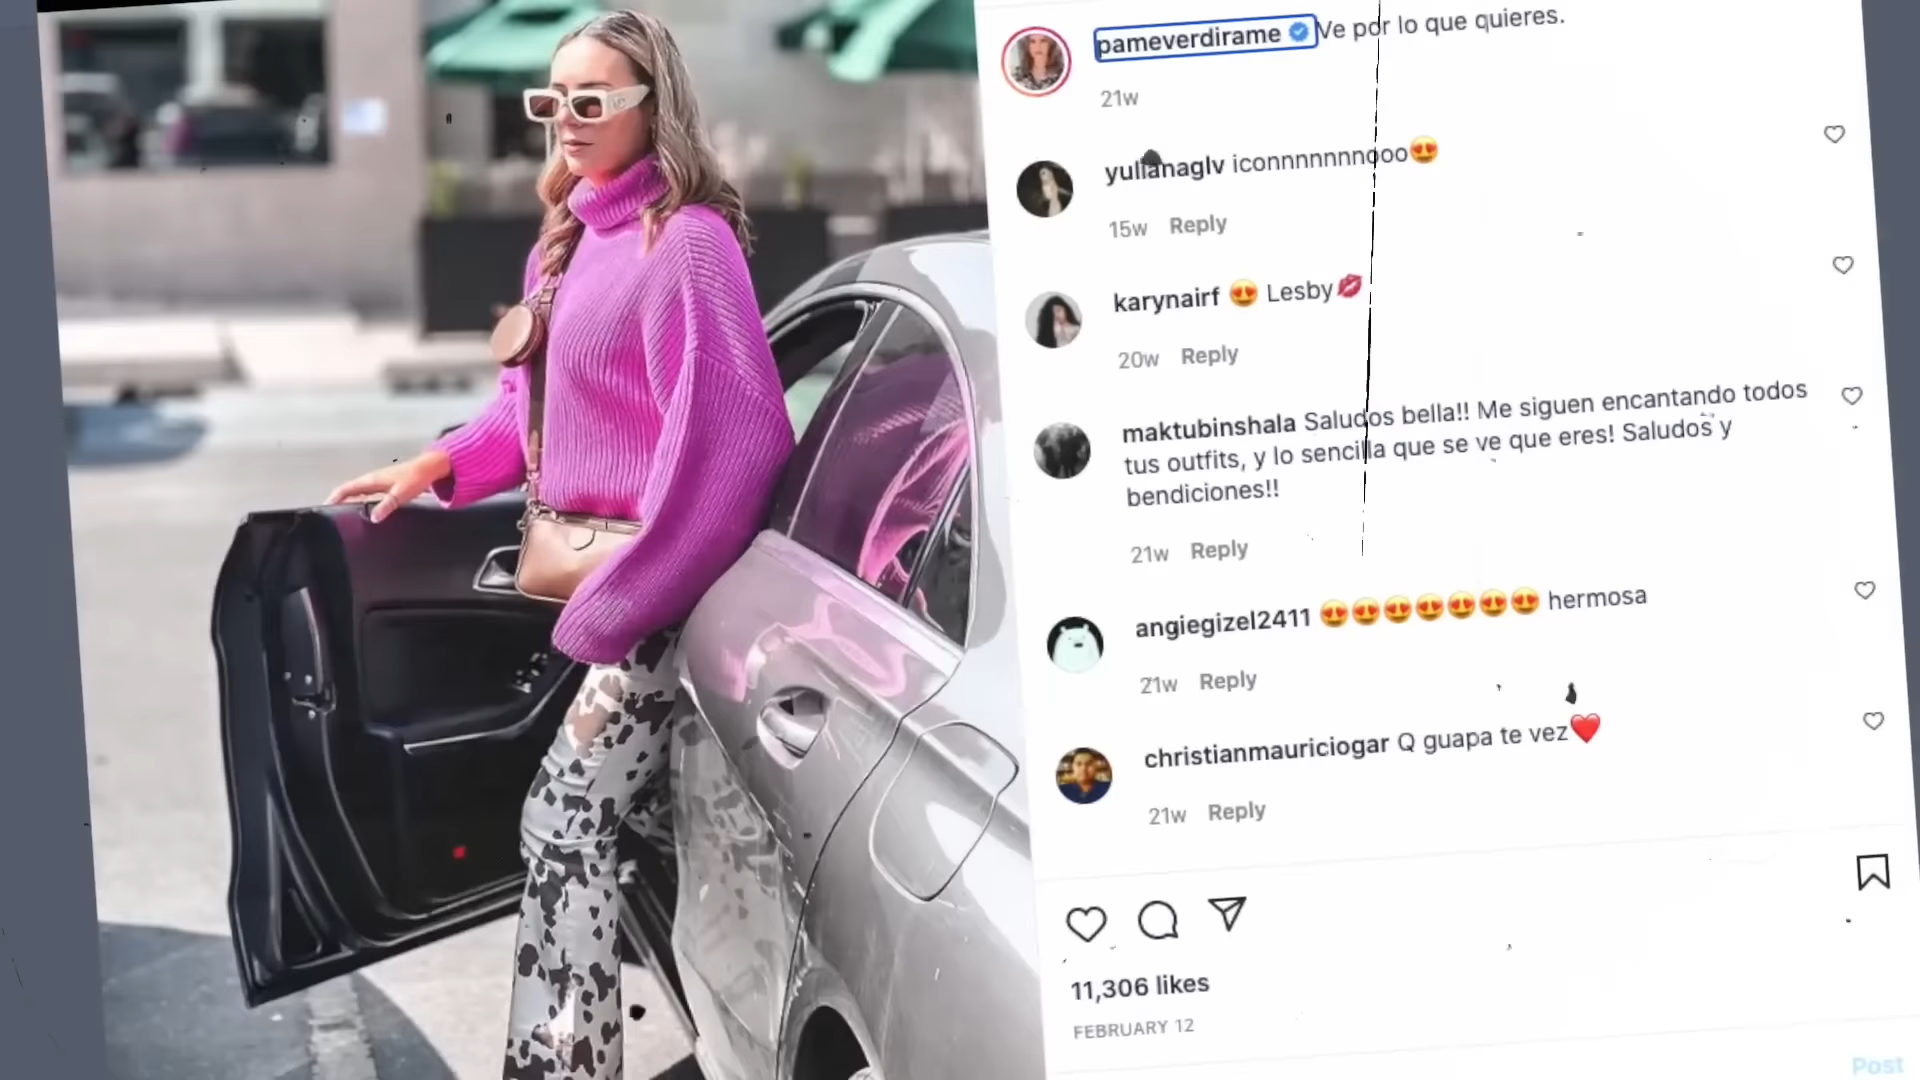 pameverdirame Ve por lo que quieres.
21w
yulianaglv iconnnnnnnooo😍
15w Reply
karynairf 😍 Lesby💋
20w Reply
maktubinshala Saludos bella!! Me siguen encantando todos
tus outfits, y lo sencilla que se ve que eres! Saludos y
bendiciones!!
21w Reply
angiegizel2411 😍😍😍😍😍😍😍 hermosa
21w Reply
christianmauriciogar Q guapa te vez❤️
21w Reply
11,306 likes
FEBRUARY 12
Post